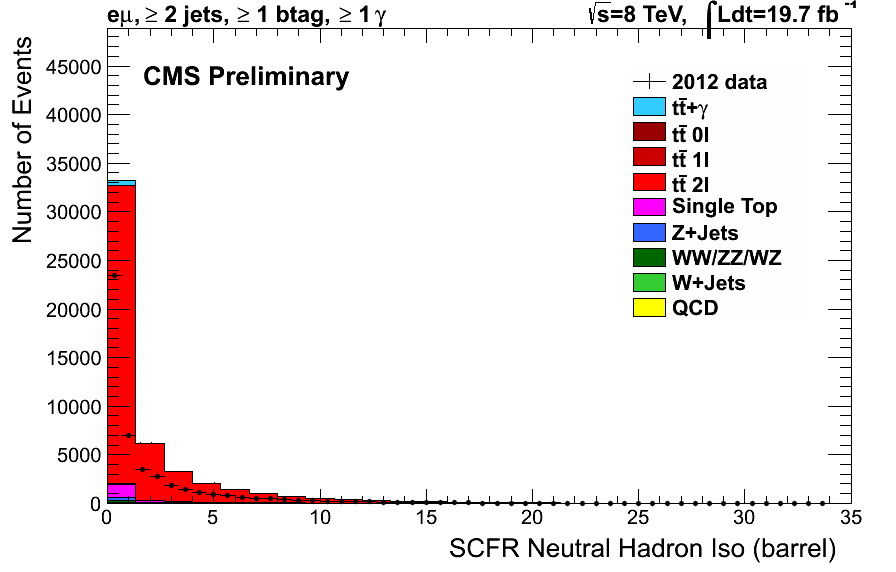 eμ, ≥ 2 jets, ≥ 1 btag, ≥ 1 γ
√s=8 TeV, ∫Ldt=19.7 fb⁻¹
CMS Preliminary
Number of Events
45000
40000
35000
30000
25000
20000
15000
10000
5000
0
2012 data
tt̄+γ
tt̄ 0l
tt̄ 1l
tt̄ 2l
Single Top
Z+Jets
WW/ZZ/WZ
W+Jets
QCD
0 5 10 15 20 25 30 35
SCFR Neutral Hadron Iso (barrel)